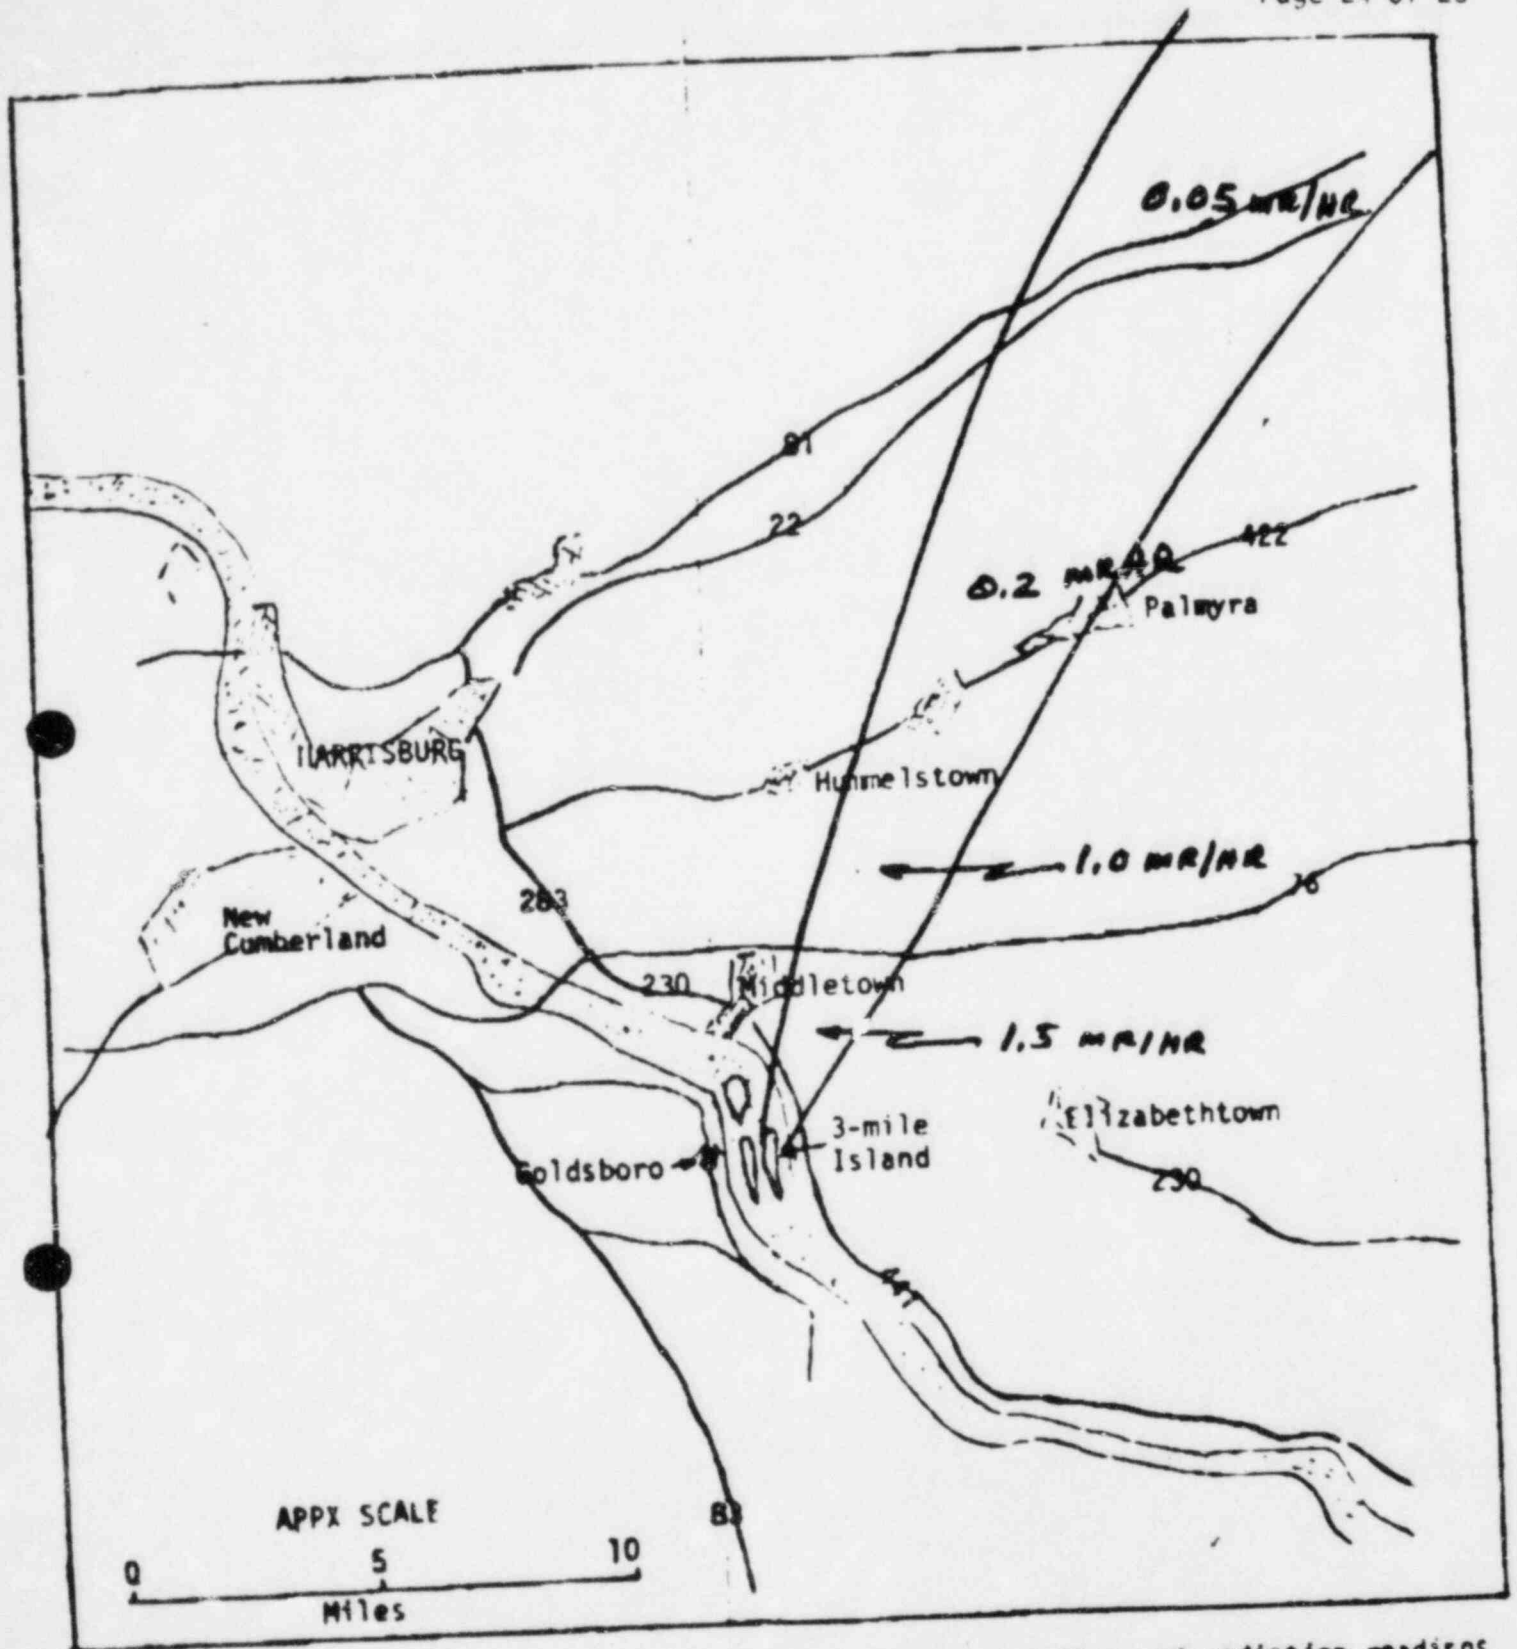 0.05 MR/HR
81
22
422
0.2 MR/HR
Palmyra
HARRISBURG
Hummelstown
1.0 MR/HR
76
283
New
Cumberland
230
Middletown
1.5 MR/HR
Elizabethtown
3-mile
Island
Goldsboro
230
441
APPX SCALE
83
0 5 10
Miles